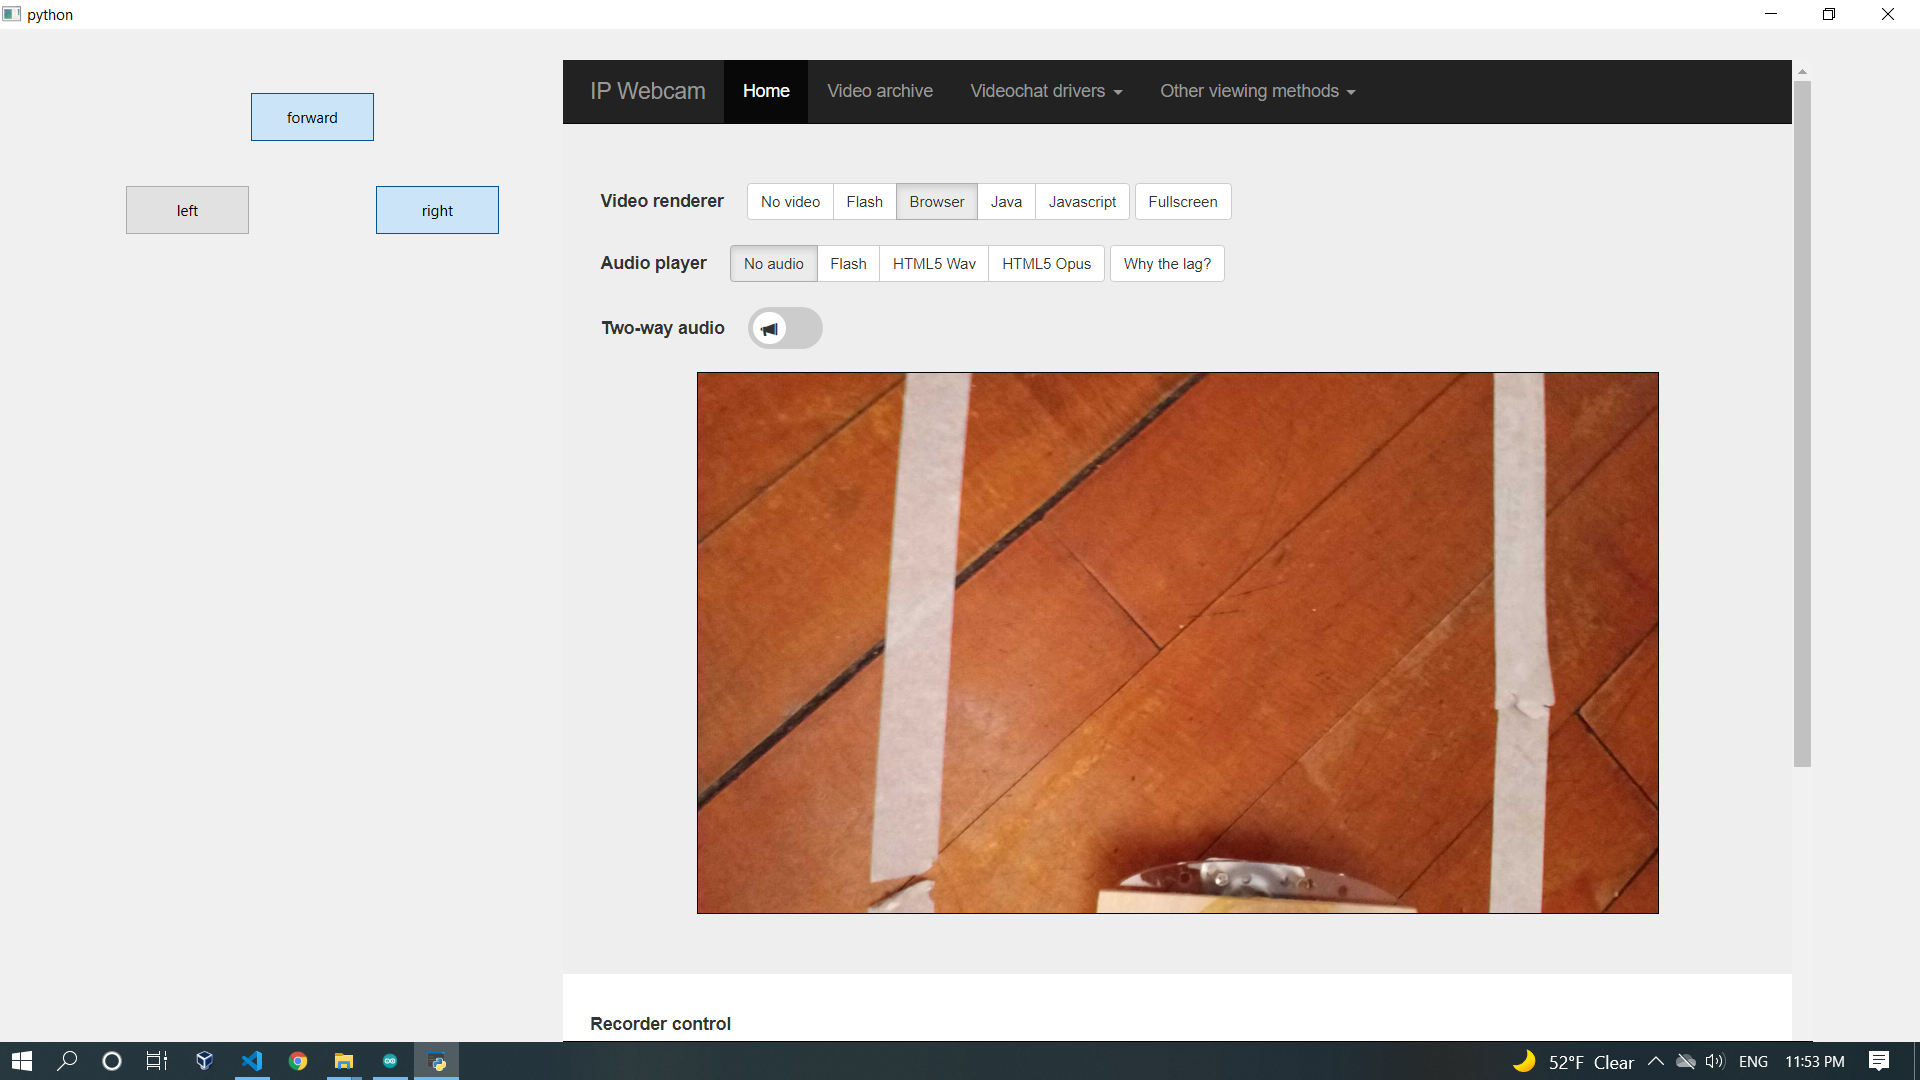 python
forward
left
right
IP Webcam Home Video archive Videochat drivers Other viewing methods
Video renderer No video Flash Browser Java Javascript Fullscreen
Audio player No audio Flash HTML5 Wav HTML5 Opus Why the lag?
Two-way audio
Recorder control
52°F Clear ENG 11:53 PM